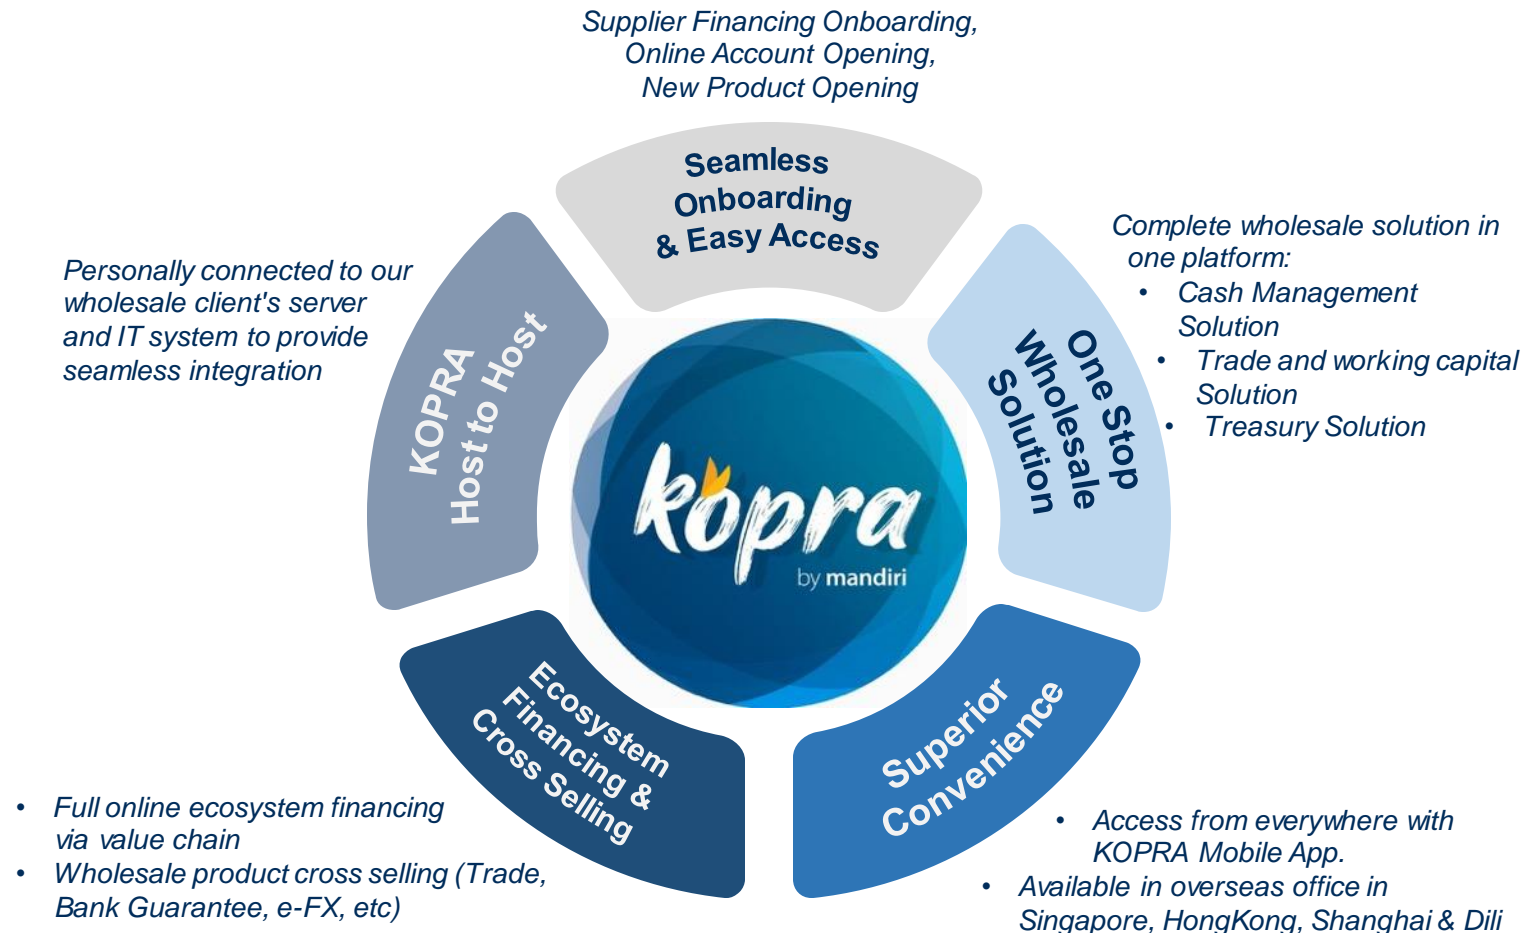 Supplier Financing Onboarding,
Online Account Opening,
New Product Opening
Seamless
Onboarding
& Easy Access
Complete wholesale solution in
one platform:
• Cash Management
Solution
• Trade and working capital
Solution
• Treasury Solution
One Stop
Wholesale
Solution
Personally connected to our
wholesale client's server
and IT system to provide
seamless integration
KOPRA
Host to Host
kopra
by mandiri
Ecosystem
Financing &
Cross Selling
• Full online ecosystem financing
via value chain
• Wholesale product cross selling (Trade,
Bank Guarantee, e-FX, etc)
Superior
Convenience
• Access from everywhere with
KOPRA Mobile App.
• Available in overseas office in
Singapore, HongKong, Shanghai & Dili